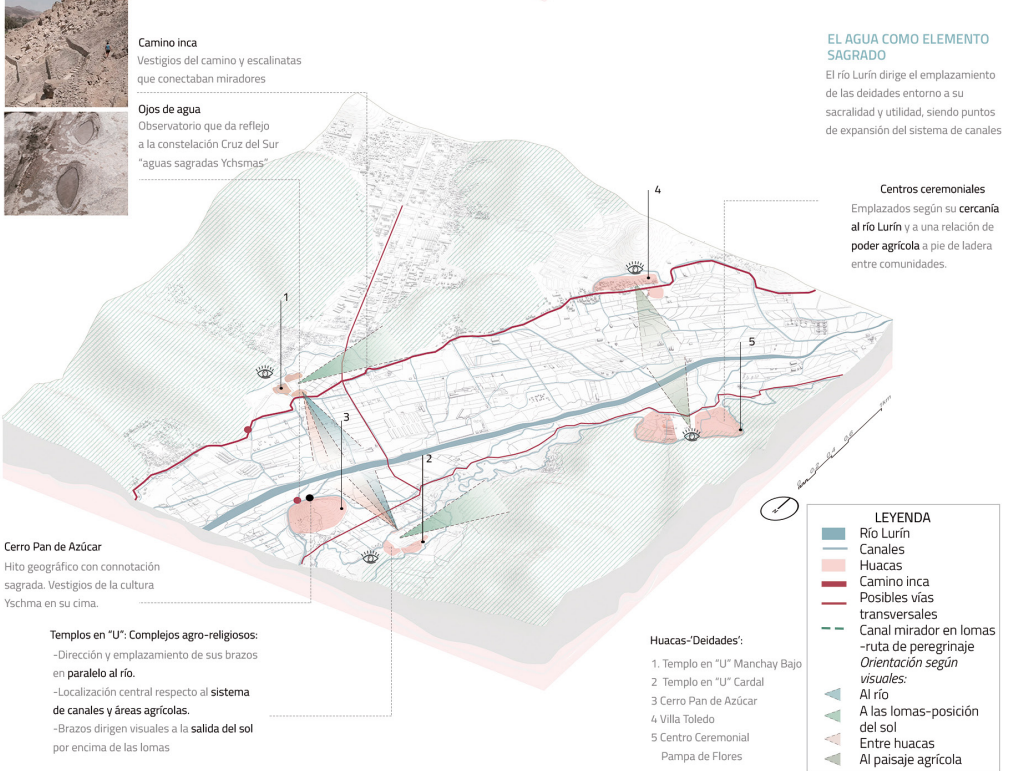 Camino inca
Vestigios del camino y escalinatas
que conectaban miradores
Ojos de agua
Observatorio que da reflejo
a la constelación Cruz del Sur
"aguas sagradas Ychsmas"
EL AGUA COMO ELEMENTO
SAGRADO
El río Lurín dirige el emplazamiento
de las deidades entorno a su
sacralidad y utilidad, siendo puntos
de expansión del sistema de canales
Centros ceremoniales
Emplazados según su cercanía
al río Lurín y a una relación de
poder agrícola a pie de ladera
entre comunidades.
4
1
5
3
2
Cerro Pan de Azúcar
Hito geográfico con connotación
sagrada. Vestigios de la cultura
Yschma en su cima.
Templos en "U": Complejos agro-religiosos:
-Dirección y emplazamiento de sus brazos
en paralelo al río.
-Localización central respecto al sistema
de canales y áreas agrícolas.
-Brazos dirigen visuales a la salida del sol
por encima de las lomas
Huacas-'Deidades':
1. Templo en "U" Manchay Bajo
2 Templo en "U" Cardal
3 Cerro Pan de Azúcar
4 Villa Toledo
5 Centro Ceremonial
Pampa de Flores
N
LEYENDA
Río Lurín
Canales
Huacas
Camino inca
Posibles vías
transversales
Canal mirador en lomas
-ruta de peregrinaje
Orientación según
visuales:
Al río
A las lomas-posición
del sol
Entre huacas
Al paisaje agrícola